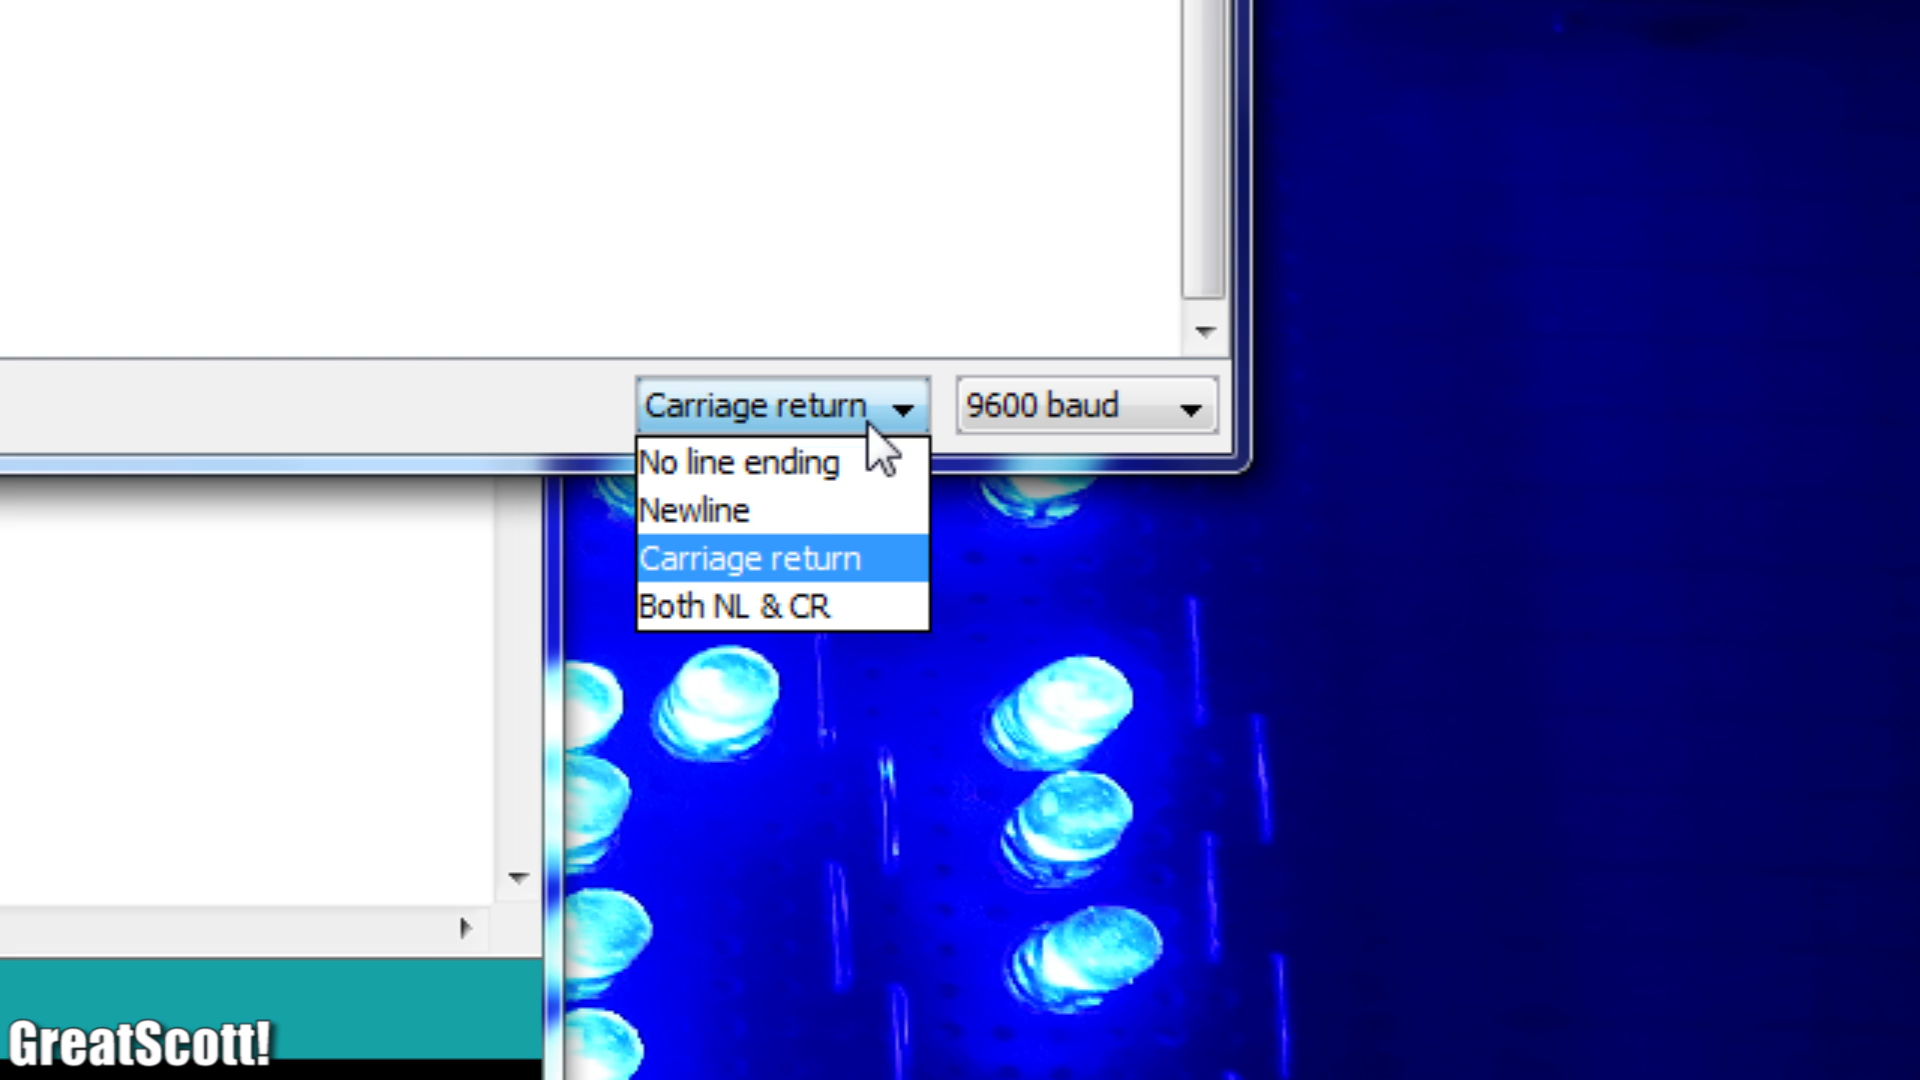 Carriage return
9600 baud
No line ending
Newline
Carriage return
Both NL & CR
GreatScott!